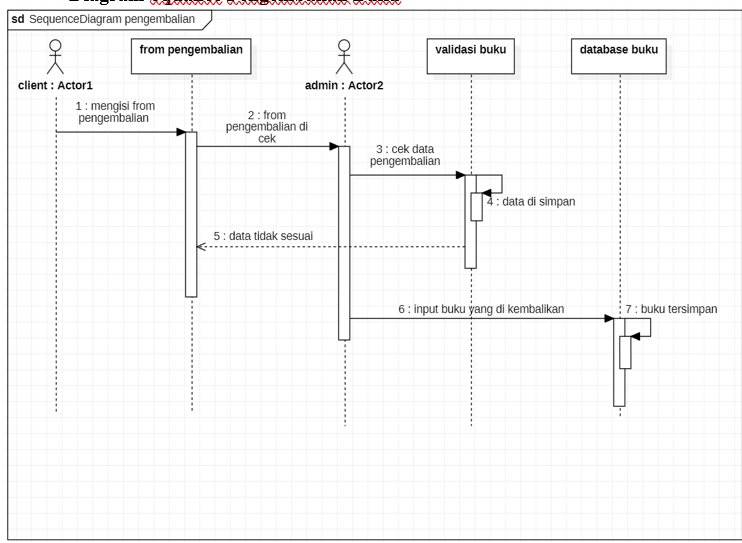 sd SequenceDiagram pengembalian
client : Actor1
from pengembalian
admin : Actor2
validasi buku
database buku
1 : mengisi from
pengembalian
2 : from
pengembalian di
cek
3 : cek data
pengembalian
4 : data di simpan
5 : data tidak sesuai
6 : input buku yang di kembalikan
7 : buku tersimpan